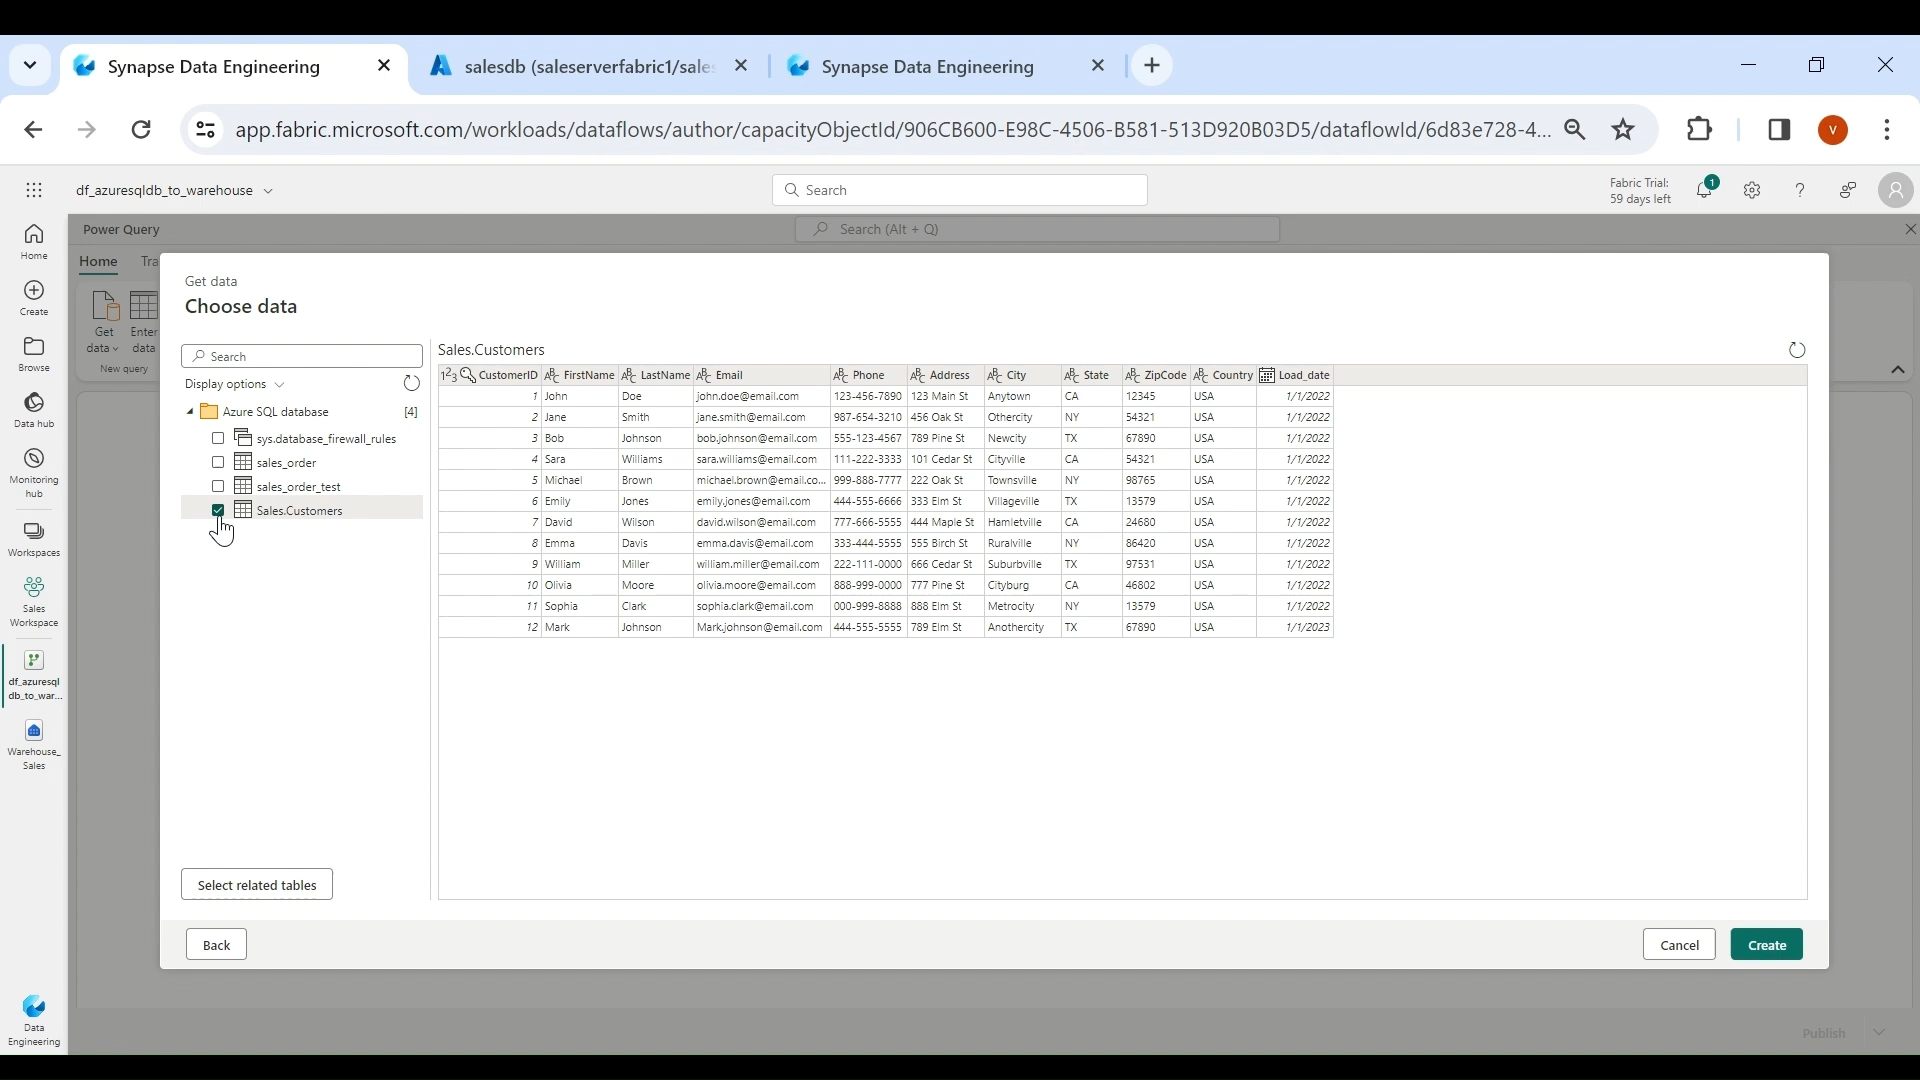 Synapse Data Engineering
salesdb (saleserverfabric1/sales
Synapse Data Engineering
app.fabric.microsoft.com/workloads/dataflows/author/capacityObjectId/906CB600-E98C-4506-B581-513D920B03D5/dataflowId/6d83e728-4...
V
df_azuresqldb_to_warehouse
Search
Fabric Trial:
59 days left
1
?
Power Query
Search (Alt + Q)
Home
Create
Browse
Data hub
Monitoring
hub
Workspaces
Sales
Workspace
df_azuresql
db_to_war...
Warehouse_
Sales
Data
Engineering
Home Tra
Get
data
Enter
data
New query
Get data
Choose data
Search
Display options
Azure SQL database [4]
sys.database_firewall_rules
sales_order
sales_order_test
Sales.Customers
Select related tables
Sales.Customers
123 CustomerID ABC FirstName ABC LastName ABC Email ABC Phone ABC Address ABC City ABC State ABC ZipCode ABC Country Load_date
1 John Doe john.doe@email.com 123-456-7890 123 Main St Anytown CA 12345 USA 1/1/2022
2 Jane Smith jane.smith@email.com 987-654-3210 456 Oak St Othercity NY 54321 USA 1/1/2022
3 Bob Johnson bob.johnson@email.com 555-123-4567 789 Pine St Newcity TX 67890 USA 1/1/2022
4 Sara Williams sara.williams@email.com 111-222-3333 101 Cedar St Cityville CA 54321 USA 1/1/2022
5 Michael Brown michael.brown@email.co... 999-888-7777 222 Oak St Townsville NY 98765 USA 1/1/2022
6 Emily Jones emily.jones@email.com 444-555-6666 333 Elm St Villageville TX 13579 USA 1/1/2022
7 David Wilson david.wilson@email.com 777-666-5555 444 Maple St Hamletville CA 24680 USA 1/1/2022
8 Emma Davis emma.davis@email.com 333-444-5555 555 Birch St Ruralville NY 86420 USA 1/1/2022
9 William Miller william.miller@email.com 222-111-0000 666 Cedar St Suburbville TX 97531 USA 1/1/2022
10 Olivia Moore olivia.moore@email.com 888-999-0000 777 Pine St Cityburg CA 46802 USA 1/1/2022
11 Sophia Clark sophia.clark@email.com 000-999-8888 888 Elm St Metrocity NY 13579 USA 1/1/2022
12 Mark Johnson Mark.johnson@email.com 444-555-5555 789 Elm St Anothercity TX 67890 USA 1/1/2023
Back
Cancel
Create
Publish